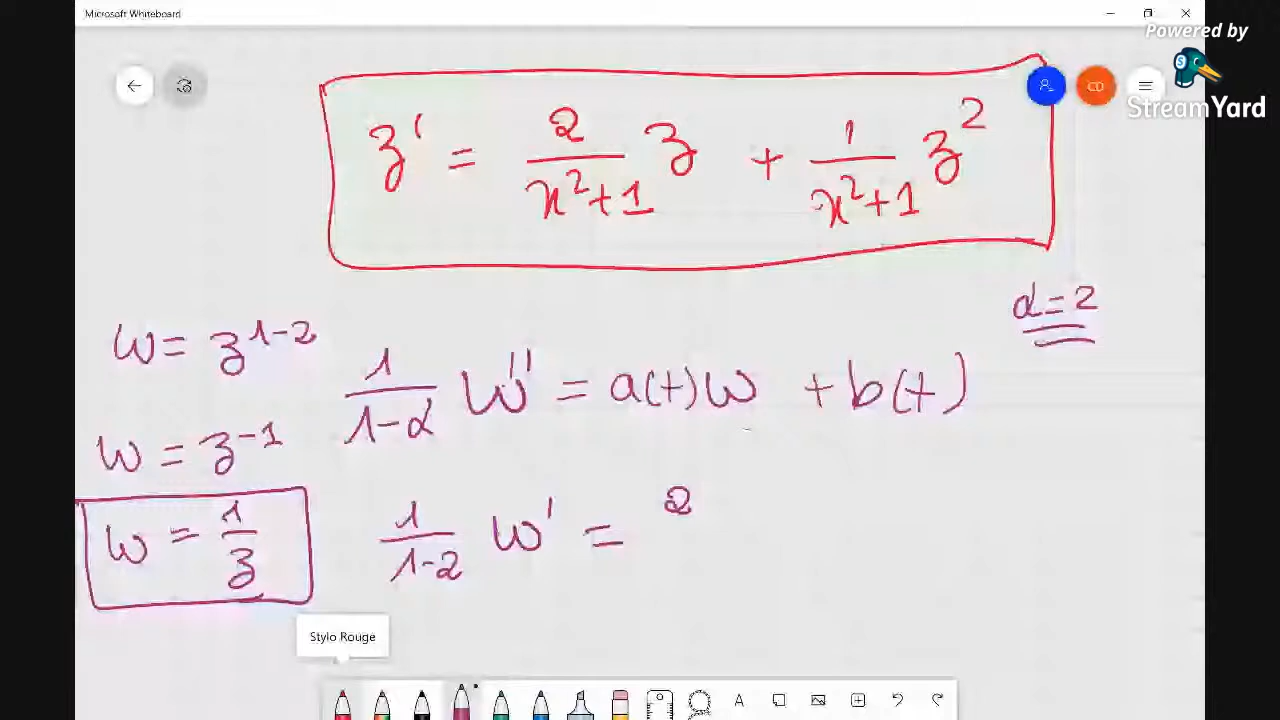 Microsoft Whiteboard
Powered by
StreamYard
CD
z' = 2/(x²+1) z + 1/(x²+1) z²
α=2
w = z^(1-2)
1/(1-α) w'' = a(t)w + b(t)
w = z^(-1)
w = 1/z
1/(1-2) w' = 2
Stylo Rouge
A